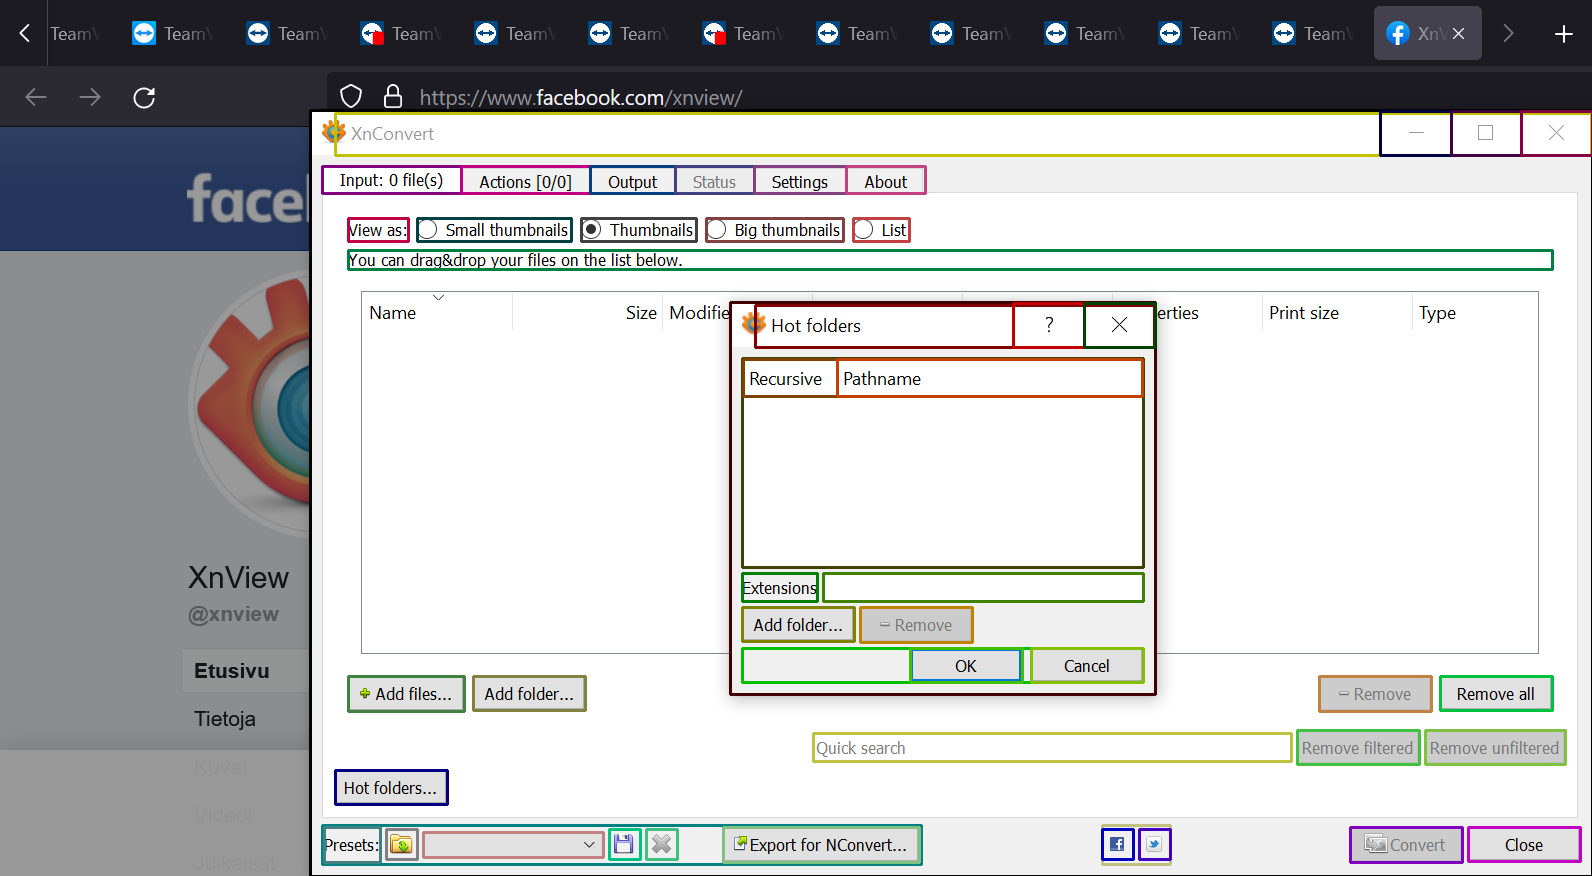 TeamV TeamV TeamV TeamV TeamV TeamV TeamV TeamV TeamV TeamV TeamV TeamV XnV
https://www.facebook.com/xnview/
XnConvert
Input: 0 file(s) Actions [0/0] Output Status Settings About
View as: Small thumbnails Thumbnails Big thumbnails List
You can drag&drop your files on the list below.
Name Size Modifie erties Print size Type
Hot folders ?
Recursive Pathname
Extensions
Add folder... Remove
OK Cancel
faceb
XnView
@xnview
Etusivu
Tietoja
Kuvat
Videot
Julkaisut
Add files... Add folder... Remove Remove all
Quick search Remove filtered Remove unfiltered
Hot folders...
Presets: Export for NConvert... Convert Close